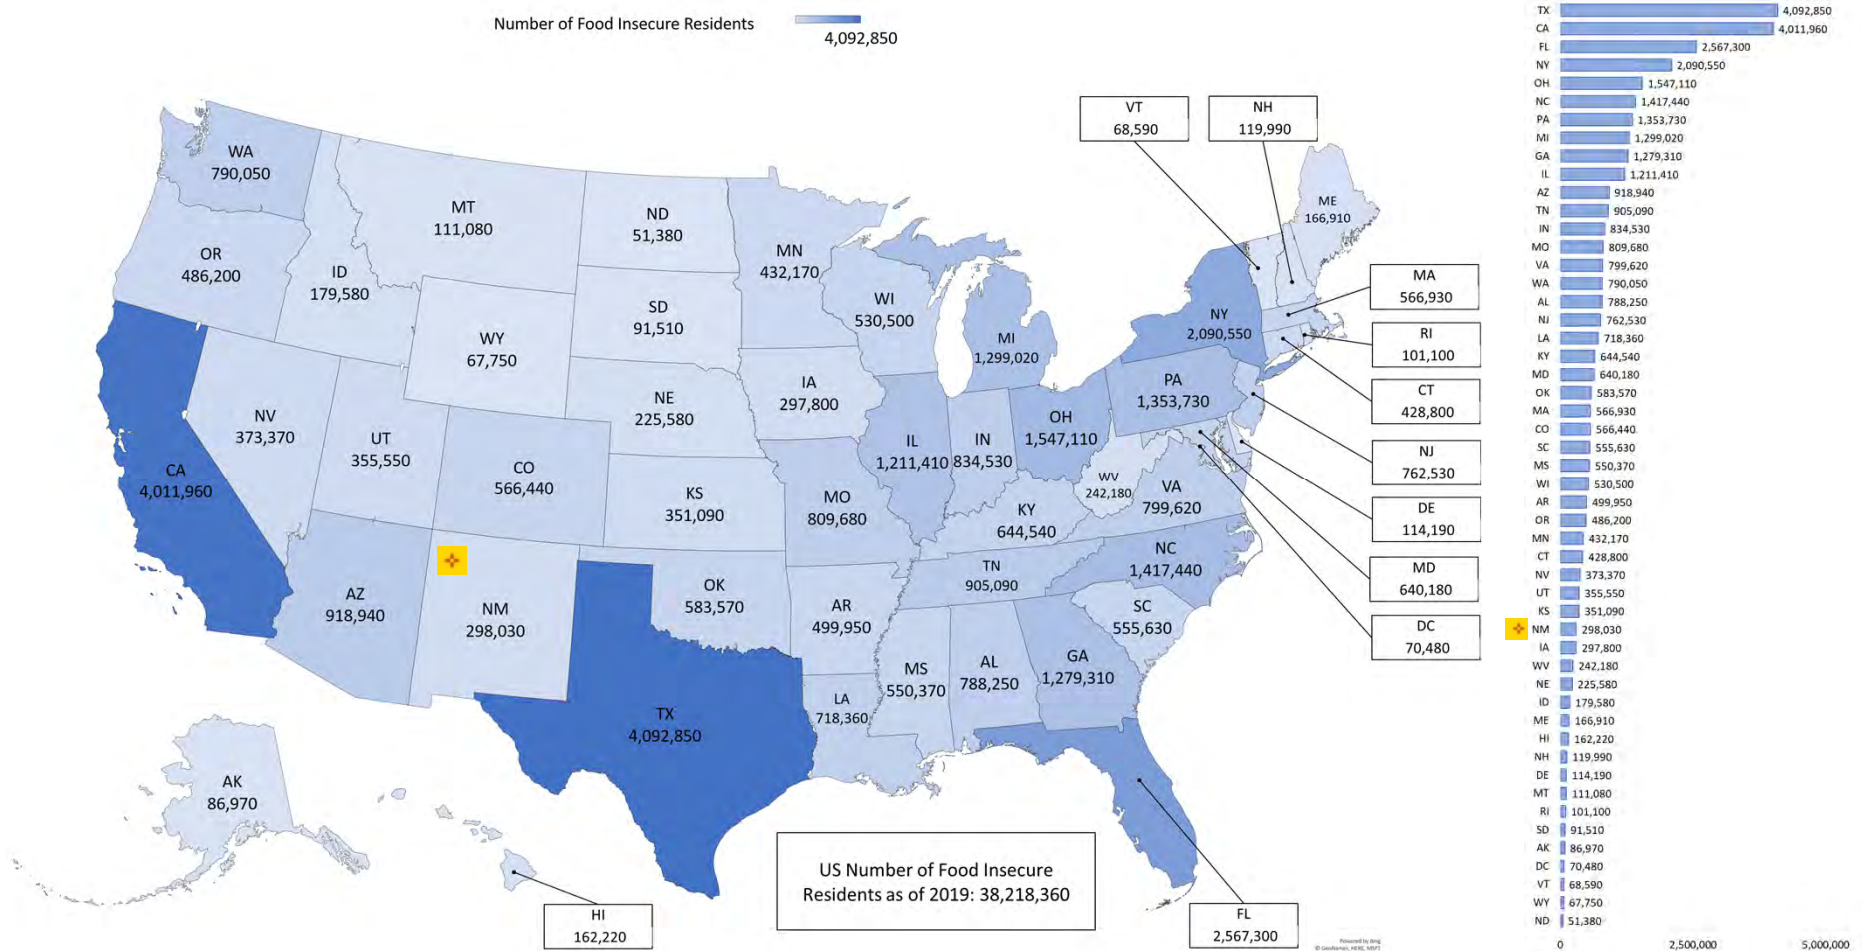 Number of Food Insecure Residents
4,092,850
WA
790,050
OR
486,200
ID
179,580
MT
111,080
ND
51,380
MN
432,170
WI
530,500
SD
91,510
WY
67,750
NE
225,580
IA
297,800
MI
1,299,020
NV
373,370
UT
355,550
CO
566,440
CA
4,011,960
KS
351,090
MO
809,680
IL
1,211,410
IN
834,530
OH
1,547,110
PA
1,353,730
NY
2,090,550
ME
166,910
VT
68,590
NH
119,990
MA
566,930
RI
101,100
CT
428,800
NJ
762,530
DE
114,190
MD
640,180
DC
70,480
WV
242,180
VA
799,620
KY
644,540
NC
1,417,440
TN
905,090
SC
555,630
AZ
918,940
NM
298,030
OK
583,570
AR
499,950
MS
550,370
AL
788,250
GA
1,279,310
LA
718,360
TX
4,092,850
AK
86,970
HI
162,220
FL
2,567,300
US Number of Food Insecure
Residents as of 2019: 38,218,360
Powered by Bing
© GeoNames, HERE, MSFT
TX 4,092,850
CA 4,011,960
FL 2,567,300
NY 2,090,550
OH 1,547,110
NC 1,417,440
PA 1,353,730
MI 1,299,020
GA 1,279,310
IL 1,211,410
AZ 918,940
TN 905,090
IN 834,530
MO 809,680
VA 799,620
WA 790,050
AL 788,250
NJ 762,530
LA 718,360
KY 644,540
MD 640,180
OK 583,570
MA 566,930
CO 566,440
SC 555,630
MS 550,370
WI 530,500
AR 499,950
OR 486,200
MN 432,170
CT 428,800
NV 373,370
UT 355,550
KS 351,090
NM 298,030
IA 297,800
WV 242,180
NE 225,580
ID 179,580
ME 166,910
HI 162,220
NH 119,990
DE 114,190
MT 111,080
RI 101,100
SD 91,510
AK 86,970
DC 70,480
VT 68,590
WY 67,750
ND 51,380
0 2,500,000 5,000,000